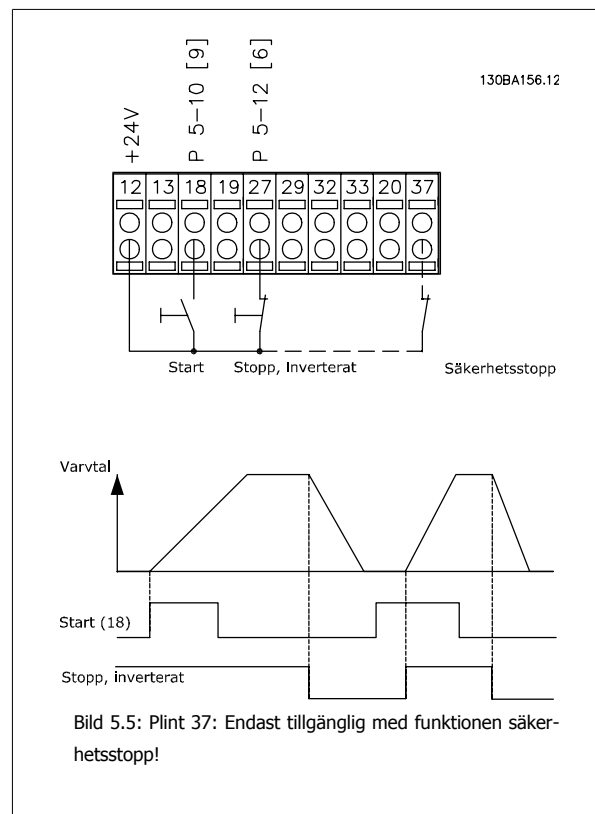 130BA156.12
+24V
P 5-10 [9]
P 5-12 [6]
12 13 18 19 27 29 32 33 20 37
Start Stopp, Inverterat Säkerhetsstopp
Varvtal
Start (18)
Stopp, inverterat
Bild 5.5: Plint 37: Endast tillgänglig med funktionen säker-
hetsstopp!